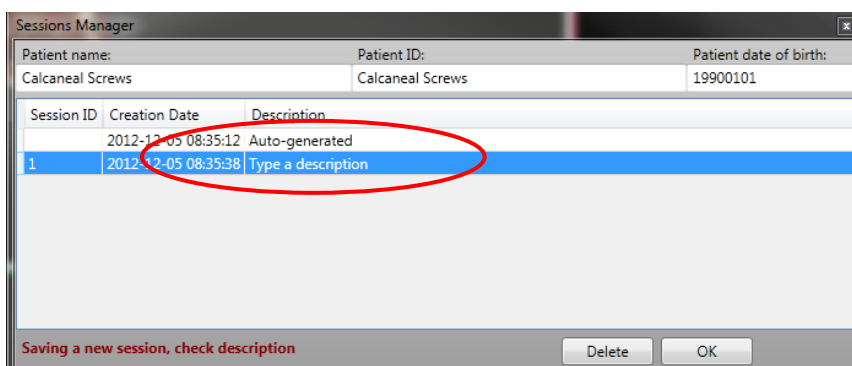 Sessions Manager x
Patient name: Patient ID: Patient date of birth:
Calcaneal Screws Calcaneal Screws 19900101
Session ID Creation Date Description
2012-12-05 08:35:12 Auto-generated
1 2012-12-05 08:35:38 Type a description
Saving a new session, check description Delete OK